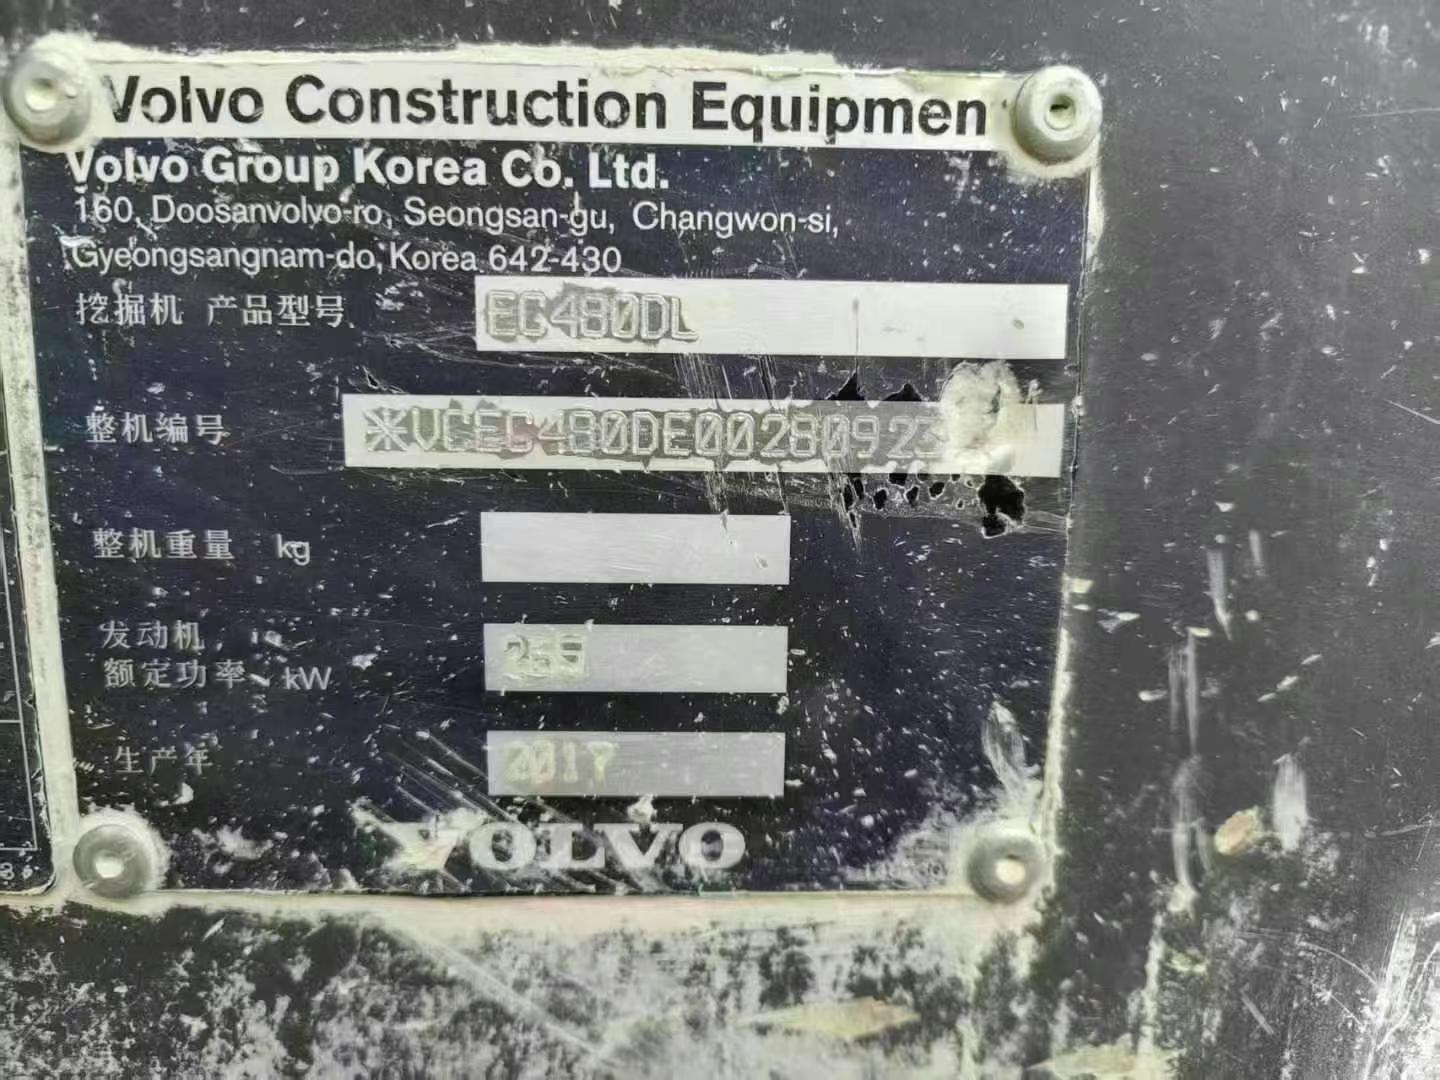 Volvo Construction Equipmen
Volvo Group Korea Co. Ltd.
160, Doosanvolvo-ro, Seongsan-gu, Changwon-si,
Gyeongsangnam-do, Korea 642-430
挖掘机 产品型号 EC480DL
整机编号 *VCEC480DE00280923
整机重量 kg
发动机
额定功率 kW 265
生产年 2017
VOLVO